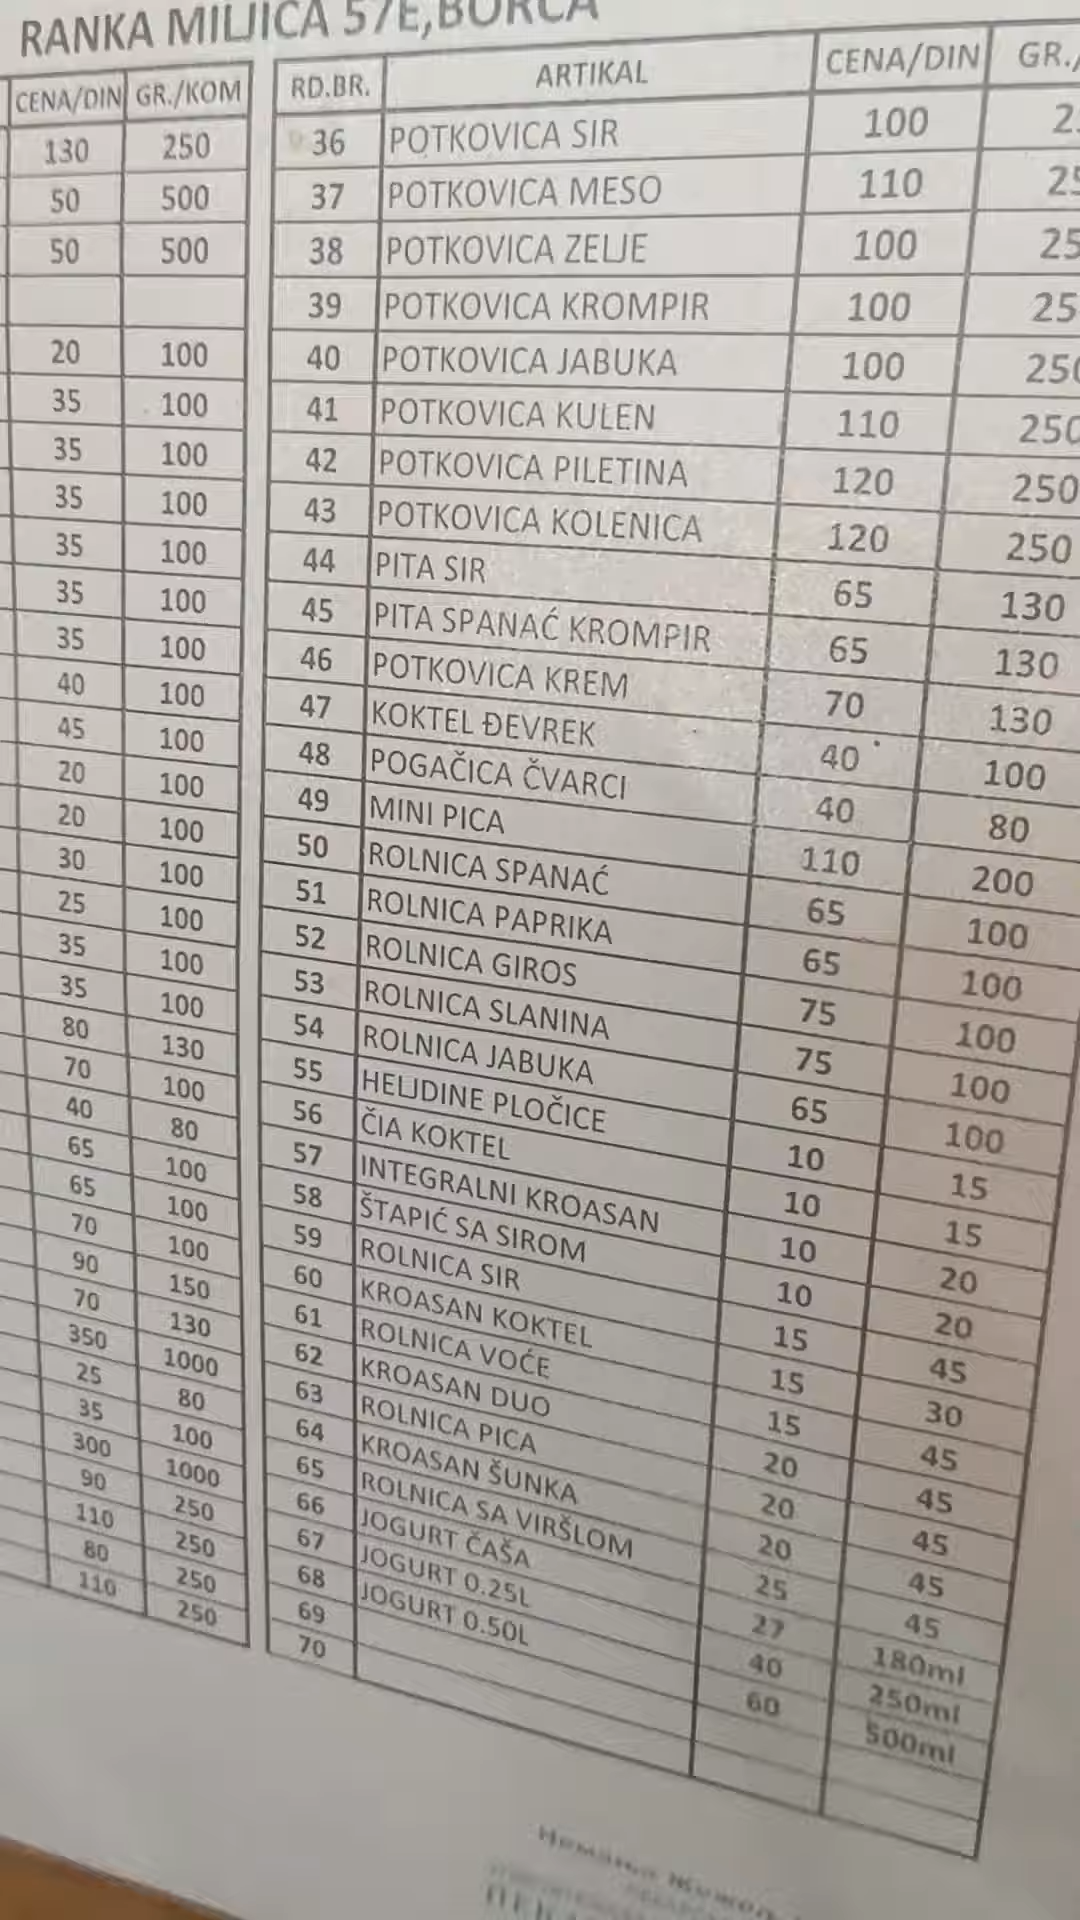 RANKA MILJICA 57E, BORČA
CENA/DIN GR./KOM
130 250
50 500
50 500
20 100
35 100
35 100
35 100
35 100
35 100
35 100
40 100
45 100
20 100
20 100
30 100
25 100
35 100
35 100
80 130
70 100
40 80
65 100
65 100
70 100
90 150
70 130
350 1000
25 80
35 100
300 1000
90 250
110 250
80 250
110 250
RD.BR. ARTIKAL CENA/DIN GR./
36 POTKOVICA SIR 100 2
37 POTKOVICA MESO 110 25
38 POTKOVICA ZELJE 100 25
39 POTKOVICA KROMPIR 100 25
40 POTKOVICA JABUKA 100 250
41 POTKOVICA KULEN 110 250
42 POTKOVICA PILETINA 120 250
43 POTKOVICA KOLENICA 120 250
44 PITA SIR 65 130
45 PITA SPANAĆ KROMPIR 65 130
46 POTKOVICA KREM 70 130
47 KOKTEL ĐEVREK 40 100
48 POGAČICA ČVARCI 40 80
49 MINI PICA 110 200
50 ROLNICA SPANAĆ 65 100
51 ROLNICA PAPRIKA 65 100
52 ROLNICA GIROS 75 100
53 ROLNICA SLANINA 75 100
54 ROLNICA JABUKA 65 100
55 HELJDINE PLOČICE 10 15
56 ČIA KOKTEL 10 15
57 INTEGRALNI KROASAN 10 20
58 ŠTAPIĆ SA SIROM 10 20
59 ROLNICA SIR 15 45
60 KROASAN KOKTEL 15 30
61 ROLNICA VOĆE 15 45
62 KROASAN DUO 20 45
63 ROLNICA PICA 20 45
64 KROASAN ŠUNKA 20 45
65 ROLNICA SA VIRŠLOM 25 45
66 JOGURT ČAŠA 27 180ml
67 JOGURT 0.25L 40 250ml
68 JOGURT 0.50L 60 500ml
69
70